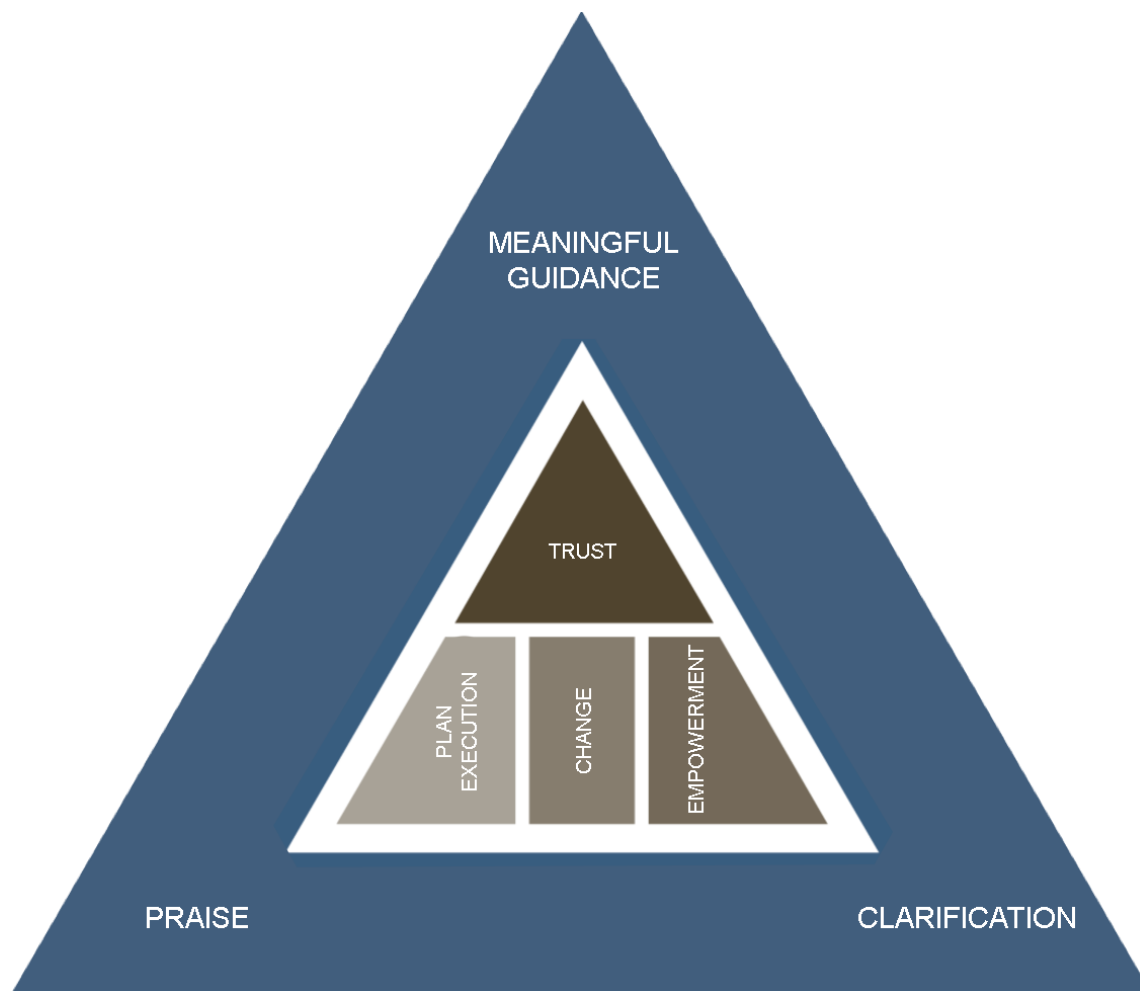 MEANINGFUL
GUIDANCE
TRUST
PLAN
EXECUTION
CHANGE
EMPOWERMENT
PRAISE
CLARIFICATION